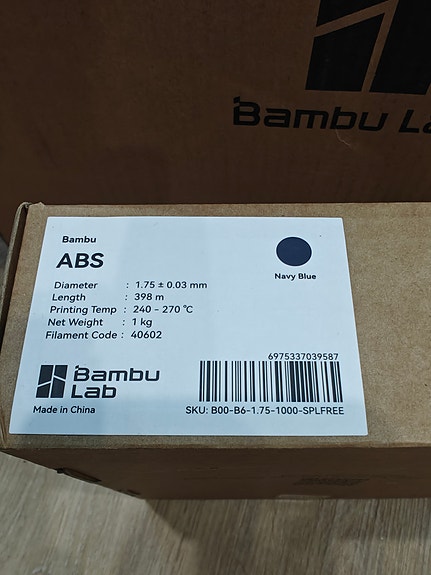 Bambu
Bambu
ABS
Navy Blue
Diameter : 1.75 ± 0.03 mm
Length : 398 m
Printing Temp : 240 - 270 °C
Net Weight : 1 kg
Filament Code : 40602
6975337039587
Bambu
Lab
Made in China
SKU: B00-B6-1.75-1000-SPLFREE